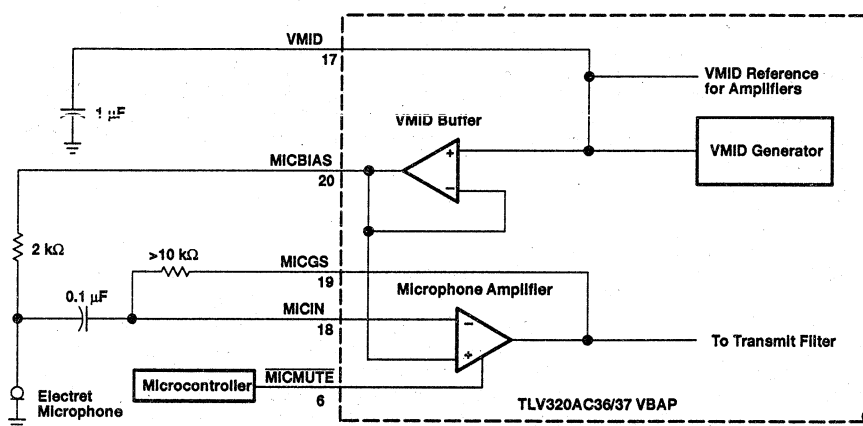 VMID
17
VMID Reference
for Amplifiers
1 µF
VMID Buffer
+
−
VMID Generator
MICBIAS
20
2 kΩ
>10 kΩ
MICGS
19
Microphone Amplifier
0.1 µF
MICIN
18
−
+
To Transmit Filter
Microcontroller
MICMUTE
6
Electret
Microphone
TLV320AC36/37 VBAP